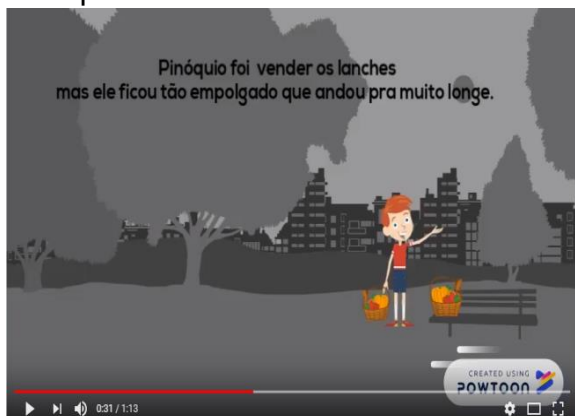 Pinóquio foi vender os lanches
mas ele ficou tão empolgado que andou pra muito longe.
CREATED USING
POWTOON
0:31 / 1:13